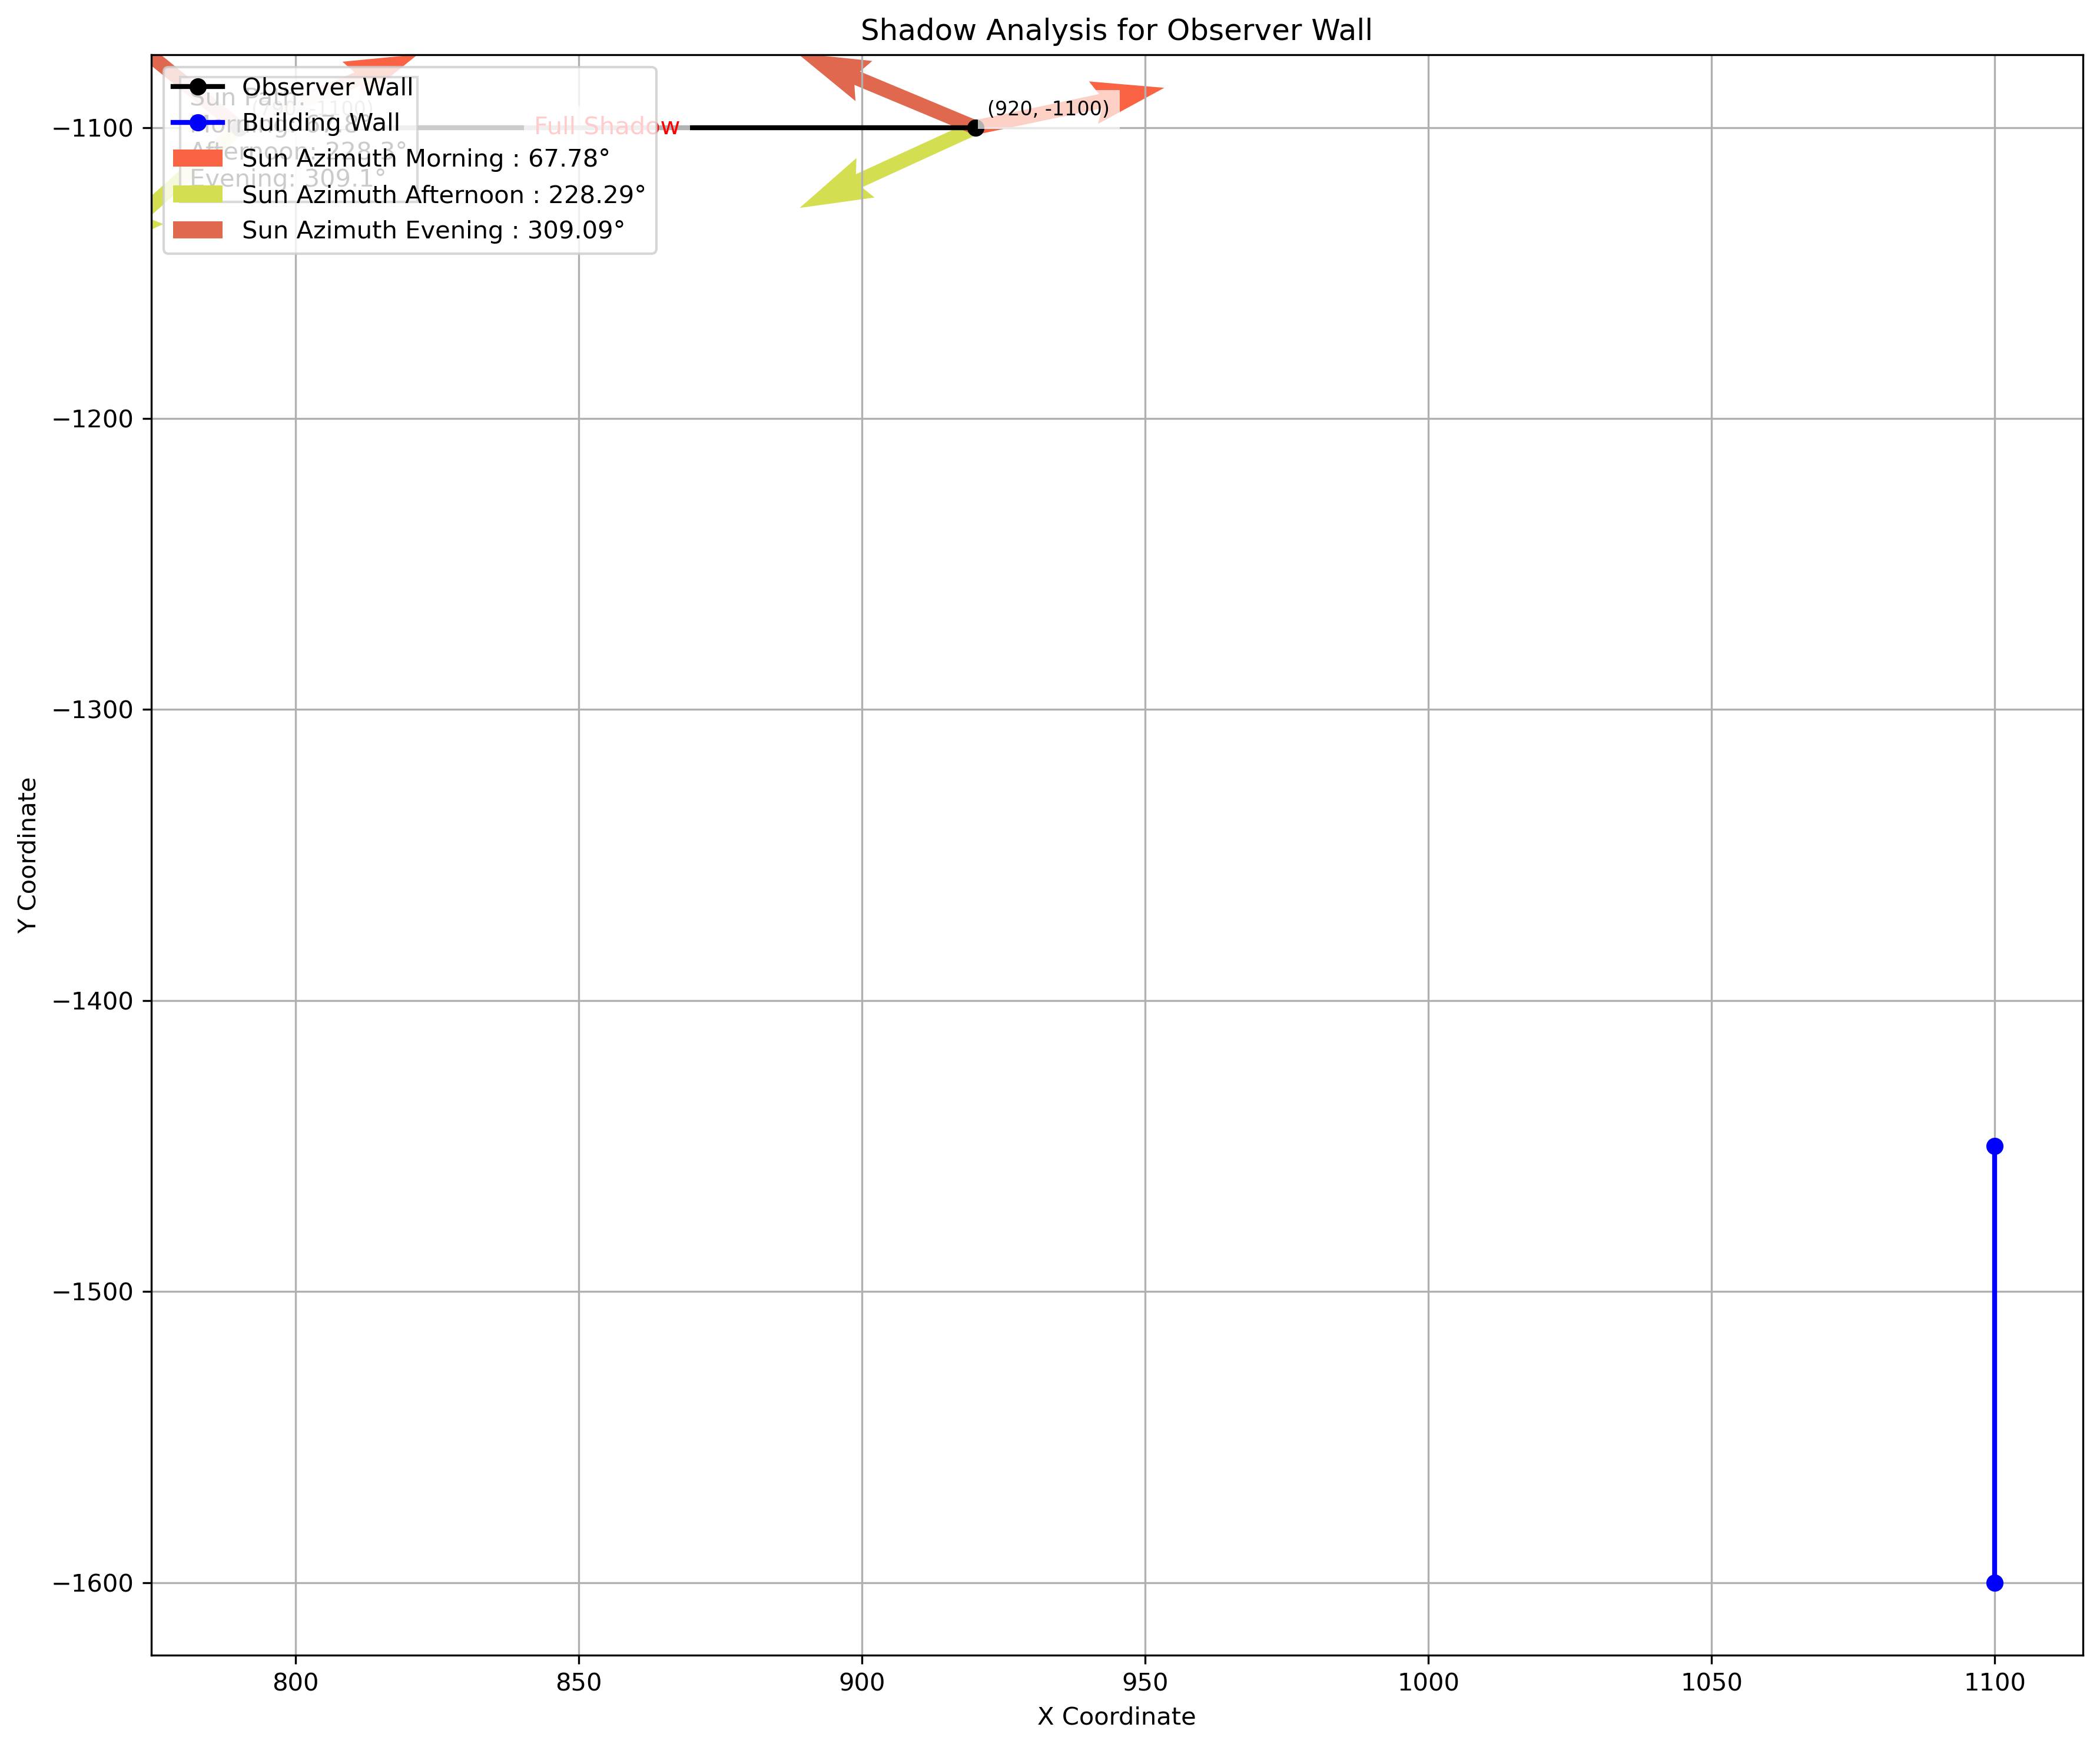 Shadow Analysis for Observer Wall
Observer Wall
Building Wall
Sun Azimuth Morning : 67.78°
Sun Azimuth Afternoon : 228.29°
Sun Azimuth Evening : 309.09°
Sun Path:
Morning: 67.8°
Afternoon: 228.3°
Evening: 309.1°
-1100)
Full Shadow
(920, -1100)
−1100
−1200
−1300
−1400
−1500
−1600
Y Coordinate
800
850
900
950
1000
1050
1100
X Coordinate